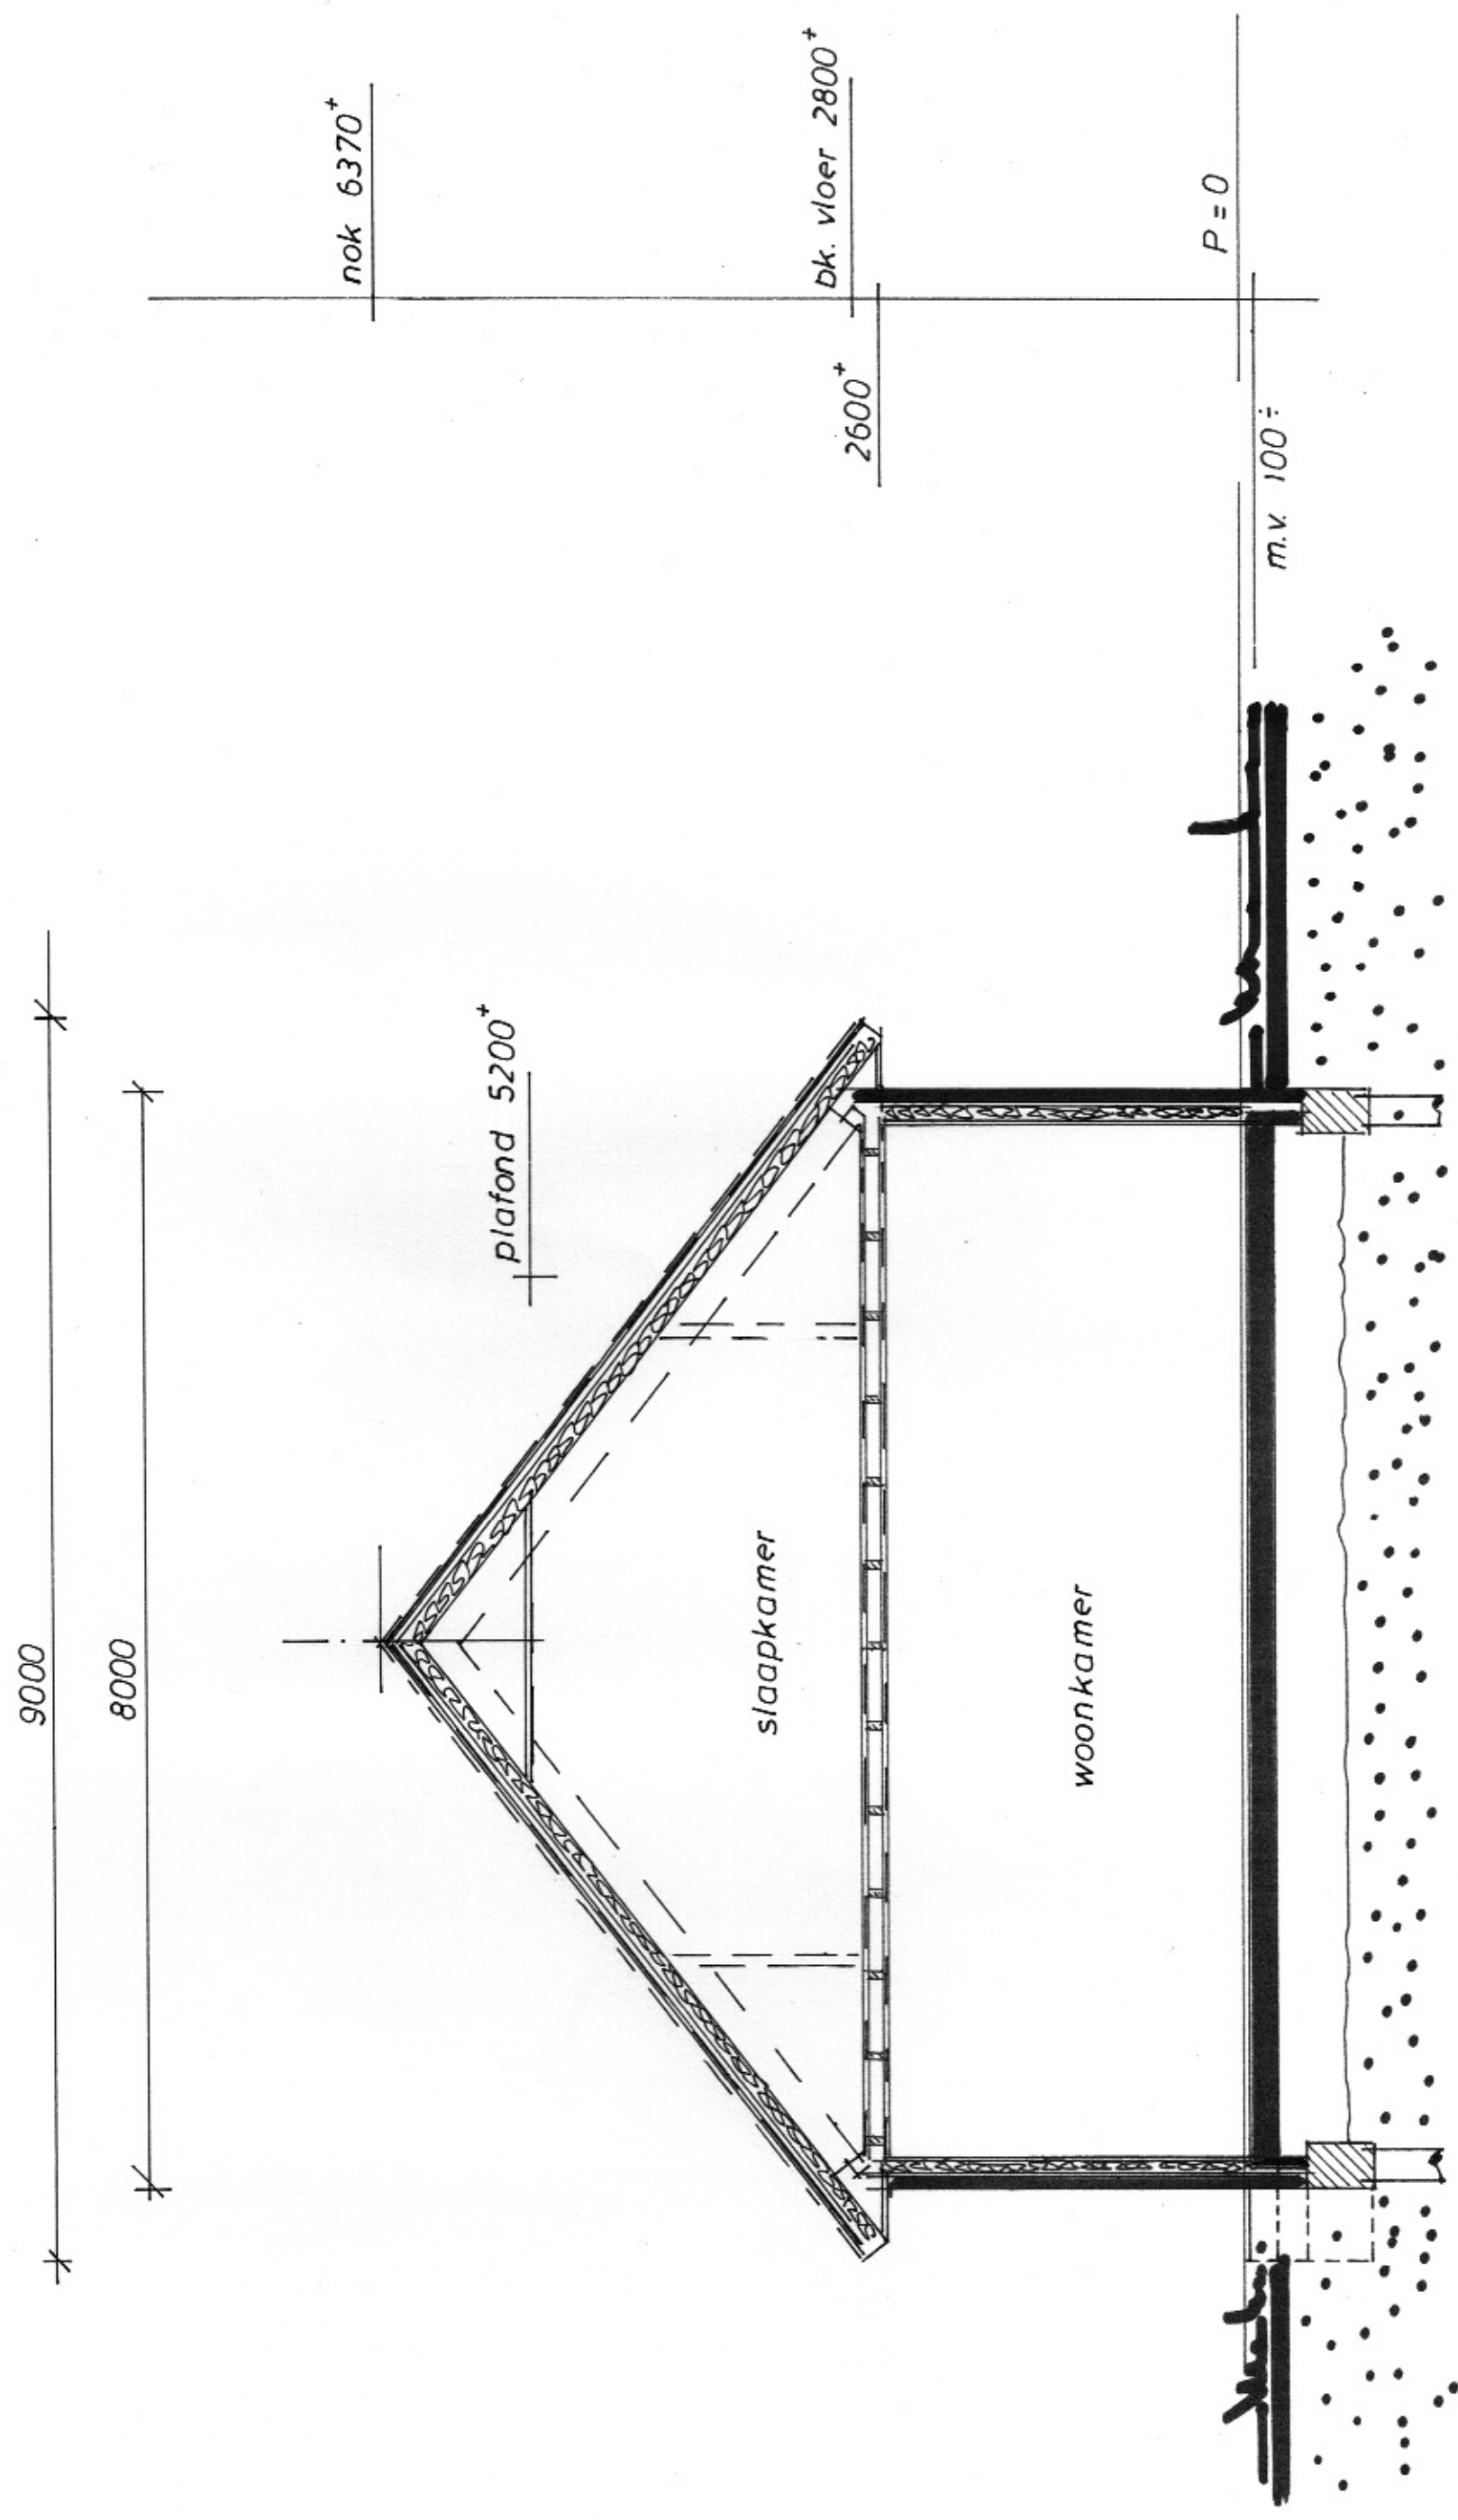 9000
8000
nok 6370+
plafond 5200+
bk. vloer 2800+
2600+
slaapkamer
woonkamer
P = 0
m.v. 100÷